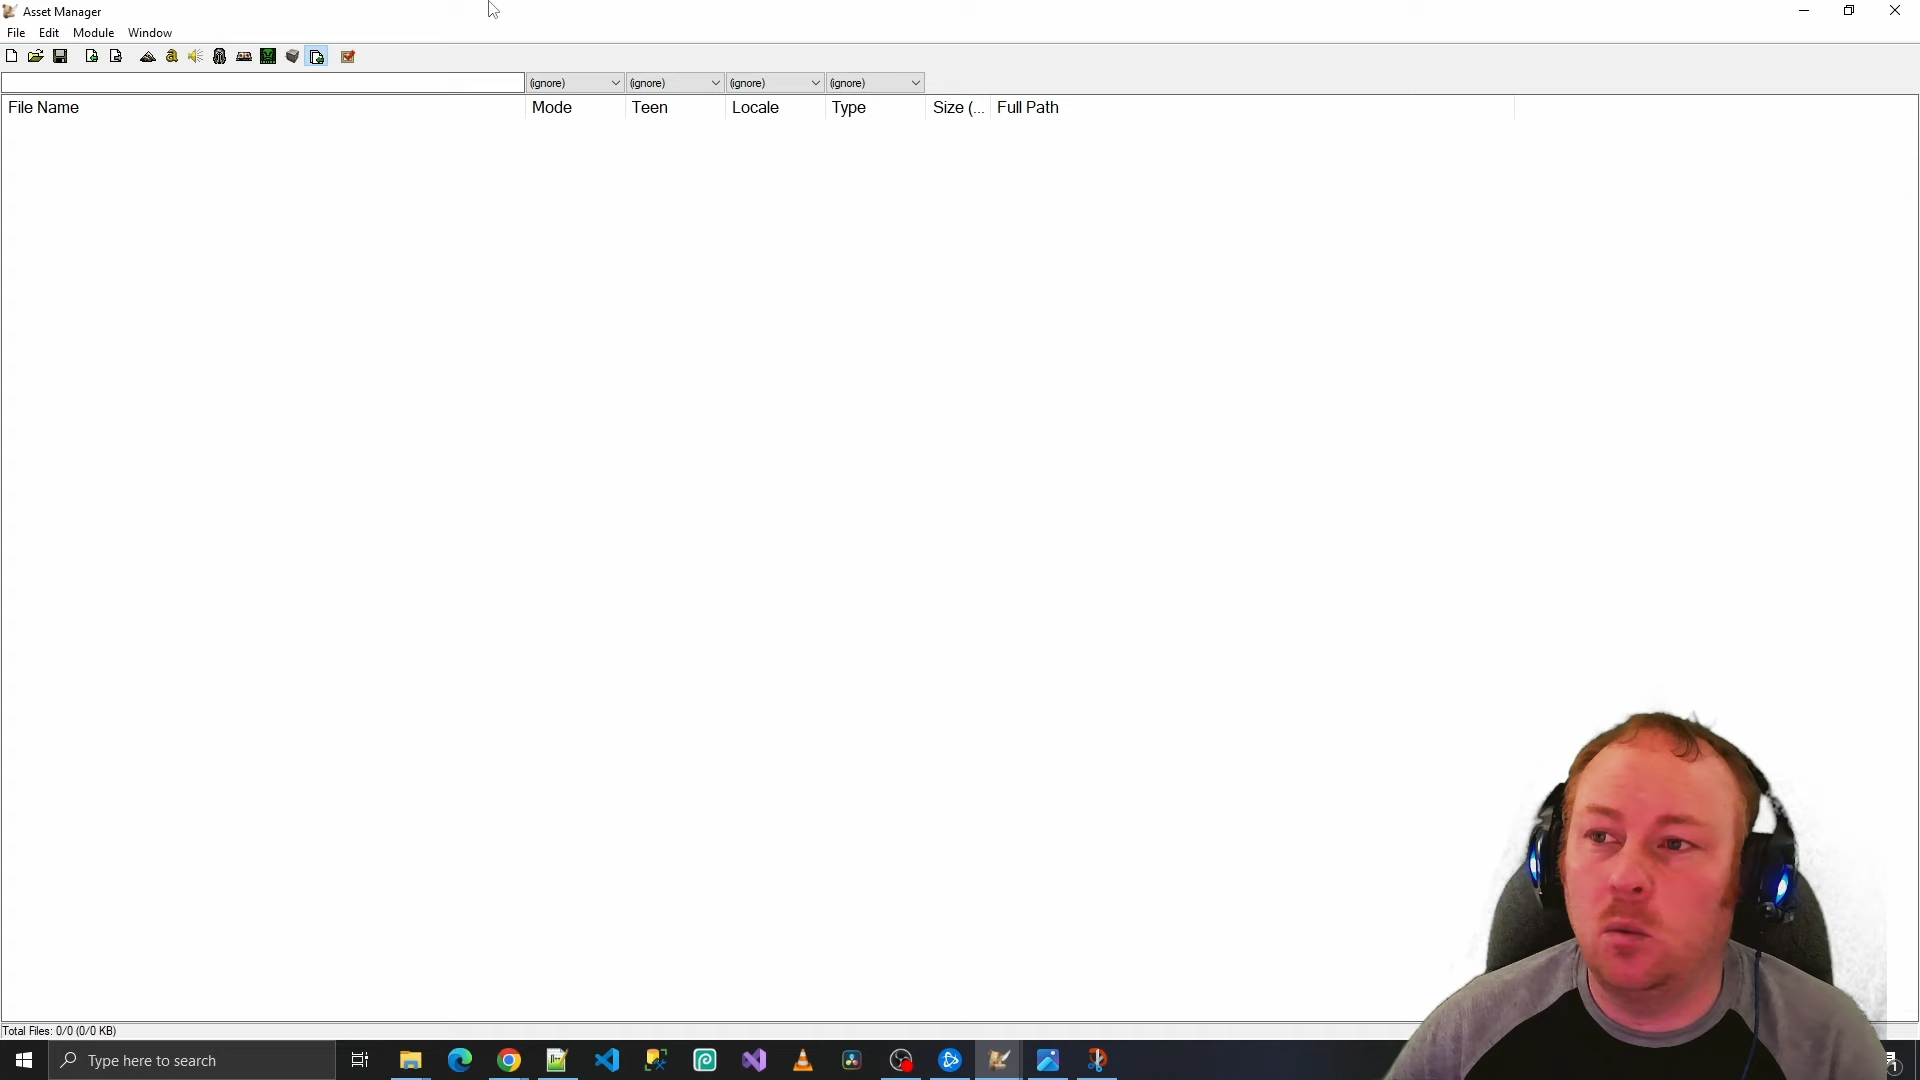 Asset Manager
File Edit Module Window
(ignore) (ignore) (ignore) (ignore)
File Name Mode Teen Locale Type Size (... Full Path
Total Files: 0/0 (0/0 KB)
Type here to search
1